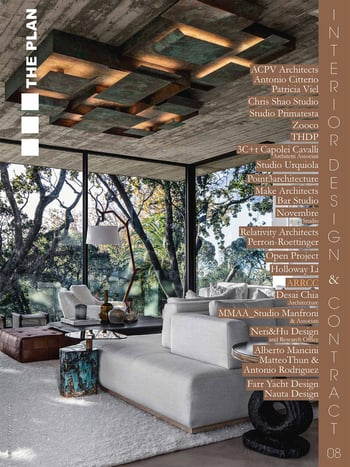 THE PLAN
INTERIOR DESIGN & CONTRACT
08
ACPV Architects
Antonio Citterio
Patricia Viel
Chris Shao Studio
Studio Primatesta
Zooco
THDP
3C+t Capolei Cavalli
Architetti Associati
Studio Urquiola
Point3architecture
Make Architects
Bar Studio
Novembre
Studio
Relativity Architects
Perron-Roettinger
Open Project
Holloway Li
ARRCC
Desai Chia
Architecture
MMAA_Studio Manfroni
& Associati
Neri&Hu Design
and Research Office
Alberto Mancini
MatteoThun &
Antonio Rodriguez
Farr Yacht Design
Nauta Design